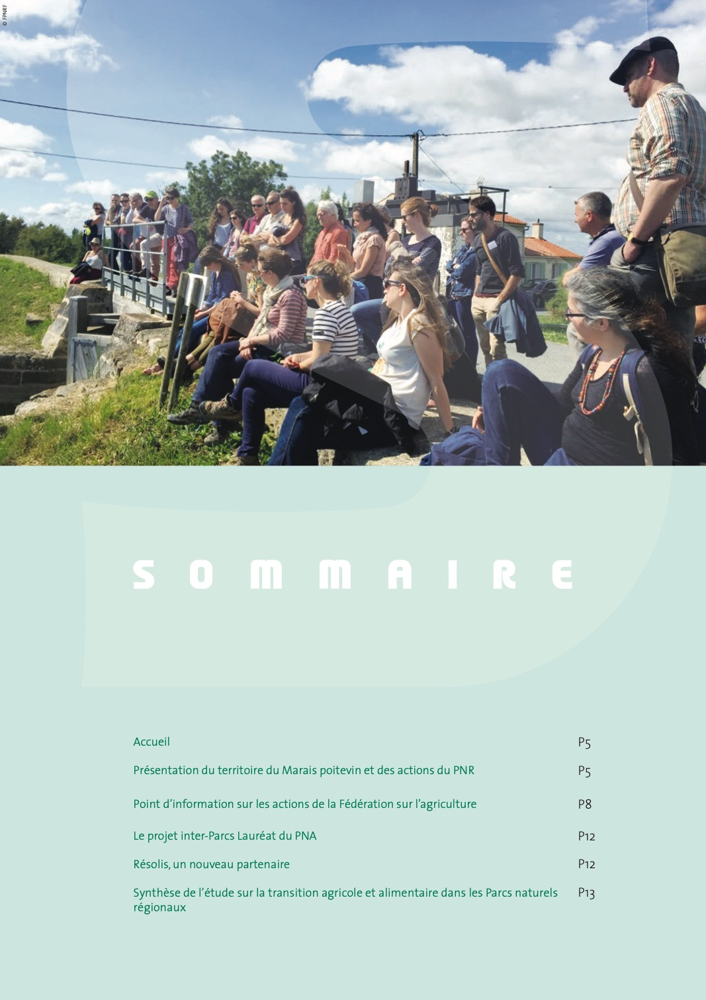 © FPNRF
SOMMAIRE
Accueil P5
Présentation du territoire du Marais poitevin et des actions du PNR P5
Point d’information sur les actions de la Fédération sur l’agriculture P8
Le projet inter-Parcs Lauréat du PNA P12
Résolis, un nouveau partenaire P12
Synthèse de l’étude sur la transition agricole et alimentaire dans les Parcs naturels P13
régionaux